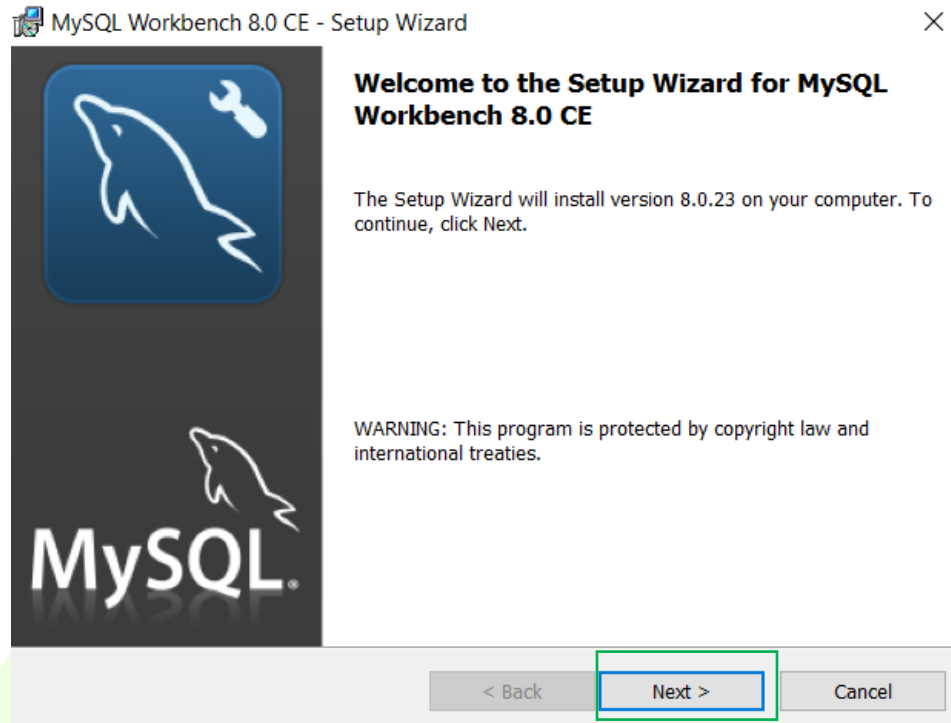 MySQL Workbench 8.0 CE - Setup Wizard
Welcome to the Setup Wizard for MySQL
Workbench 8.0 CE
The Setup Wizard will install version 8.0.23 on your computer. To
continue, click Next.
WARNING: This program is protected by copyright law and
international treaties.
MySQL®
< Back
Next >
Cancel